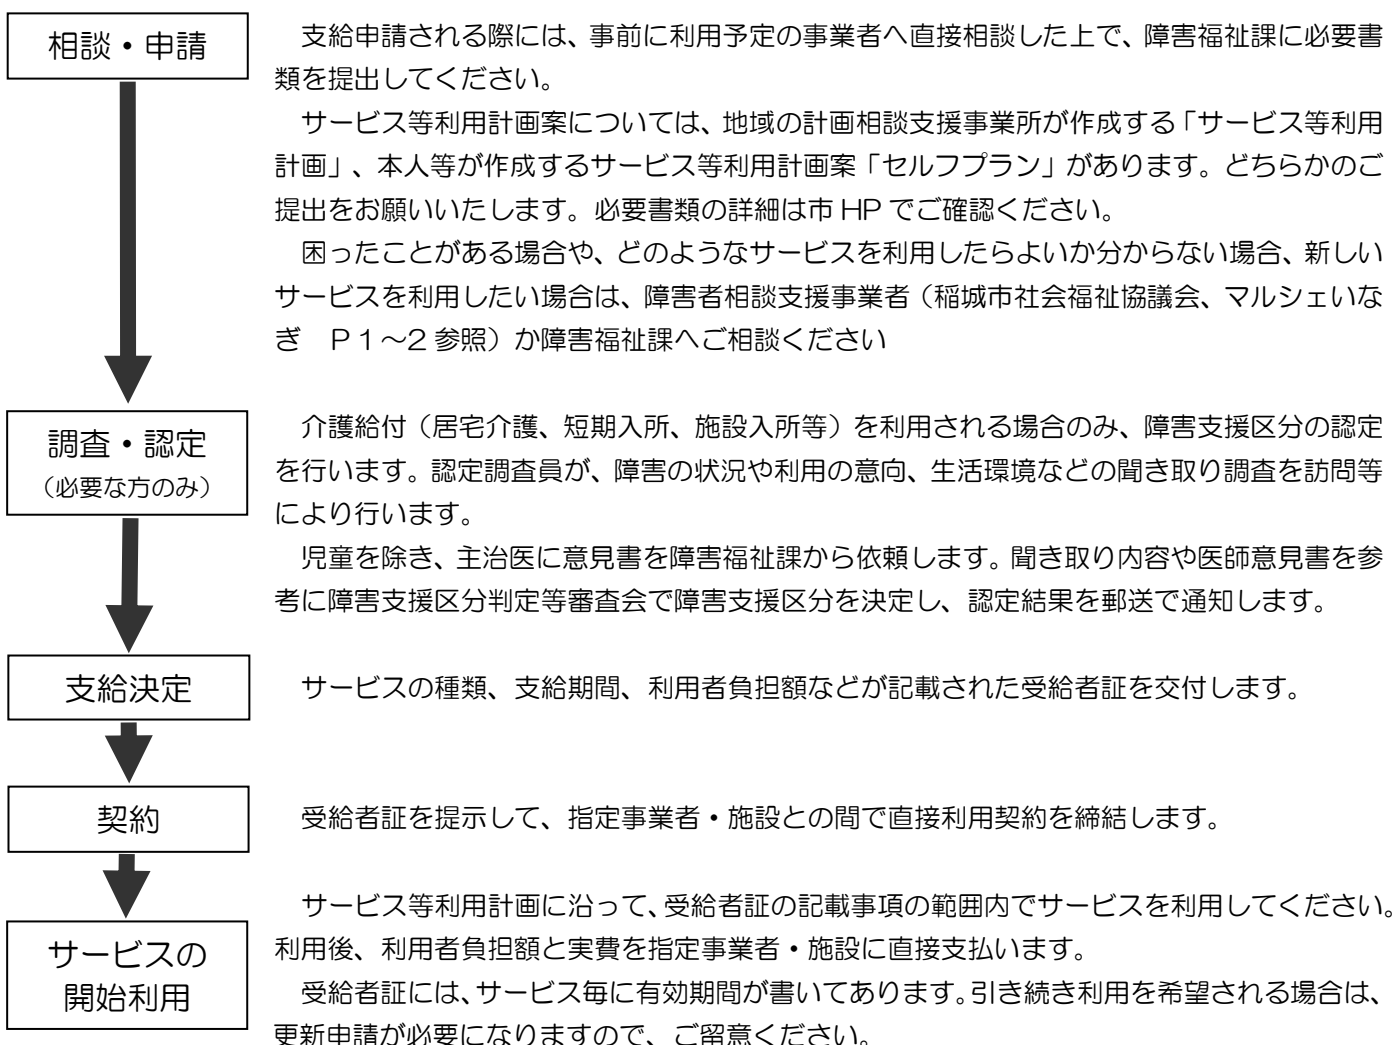 相談・申請
支給申請される際には、事前に利用予定の事業者へ直接相談した上で、障害福祉課に必要書
類を提出してください。
サービス等利用計画案については、地域の計画相談支援事業所が作成する「サービス等利用
計画」、本人等が作成するサービス等利用計画案「セルフプラン」があります。どちらかのご
提出をお願いいたします。必要書類の詳細は市 HP でご確認ください。
困ったことがある場合や、どのようなサービスを利用したらよいか分からない場合、新しい
サービスを利用したい場合は、障害者相談支援事業者（稲城市社会福祉協議会、マルシェいな
ぎ　Ｐ１～２参照）か障害福祉課へご相談ください
調査・認定
（必要な方のみ）
介護給付（居宅介護、短期入所、施設入所等）を利用される場合のみ、障害支援区分の認定
を行います。認定調査員が、障害の状況や利用の意向、生活環境などの聞き取り調査を訪問等
により行います。
児童を除き、主治医に意見書を障害福祉課から依頼します。聞き取り内容や医師意見書を参
考に障害支援区分判定等審査会で障害支援区分を決定し、認定結果を郵送で通知します。
支給決定
サービスの種類、支給期間、利用者負担額などが記載された受給者証を交付します。
契約
受給者証を提示して、指定事業者・施設との間で直接利用契約を締結します。
サービスの
開始利用
サービス等利用計画に沿って、受給者証の記載事項の範囲内でサービスを利用してください。
利用後、利用者負担額と実費を指定事業者・施設に直接支払います。
受給者証には、サービス毎に有効期間が書いてあります。引き続き利用を希望される場合は、
更新申請が必要になりますので、ご留意ください。